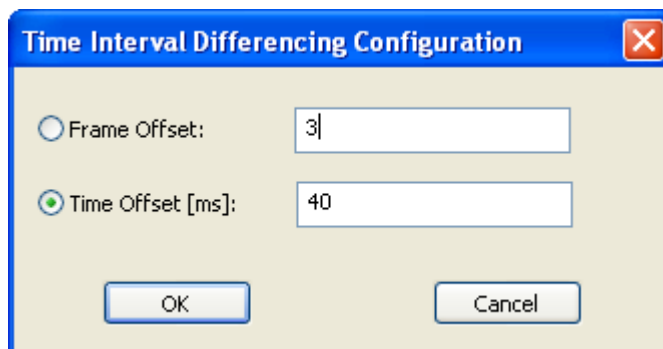 Time Interval Differencing Configuration
Frame Offset: 3
Time Offset [ms]: 40
OK Cancel